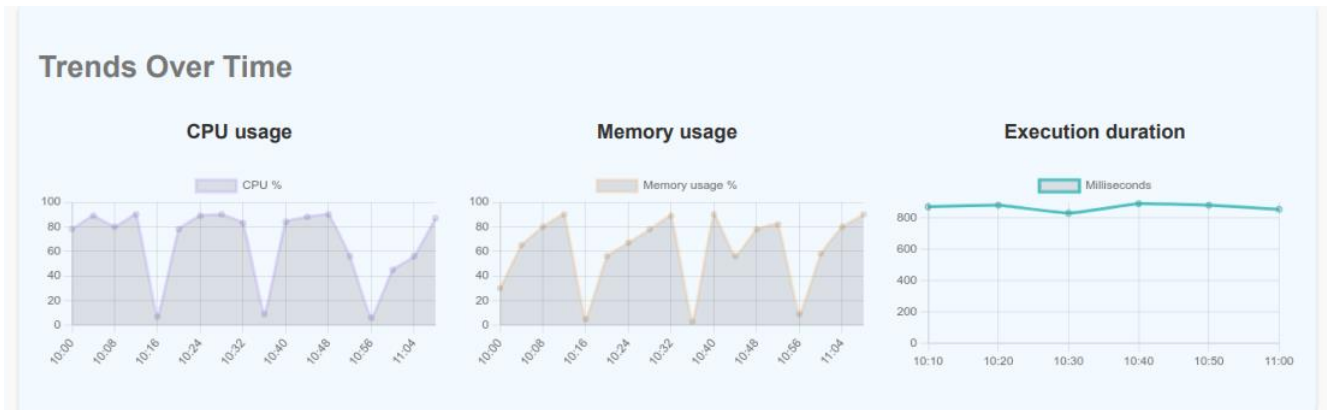 Trends Over Time
CPU usage
CPU %
100
80
60
40
20
0
10:00 10:08 10:16 10:24 10:32 10:40 10:48 10:56 11:04
Memory usage
Memory usage %
100
80
60
40
20
0
10:00 10:08 10:16 10:24 10:32 10:40 10:48 10:56 11:04
Execution duration
Milliseconds
800
600
400
200
0
10:10 10:20 10:30 10:40 10:50 11:00